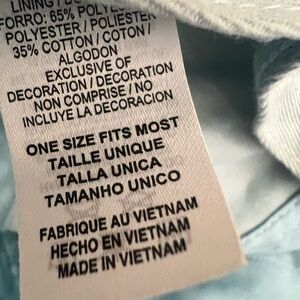 FORRO: 65% POLYESTER /
POLYESTER / POLIESTER
35% COTTON / COTON /
ALGODON
EXCLUSIVE OF
DECORATION / DECORATION
NON COMPRISE / NO
INCLUYE LA DECORACION
ONE SIZE FITS MOST
TAILLE UNIQUE
TALLA UNICA
TAMANHO UNICO
FABRIQUE AU VIETNAM
HECHO EN VIETNAM
MADE IN VIETNAM